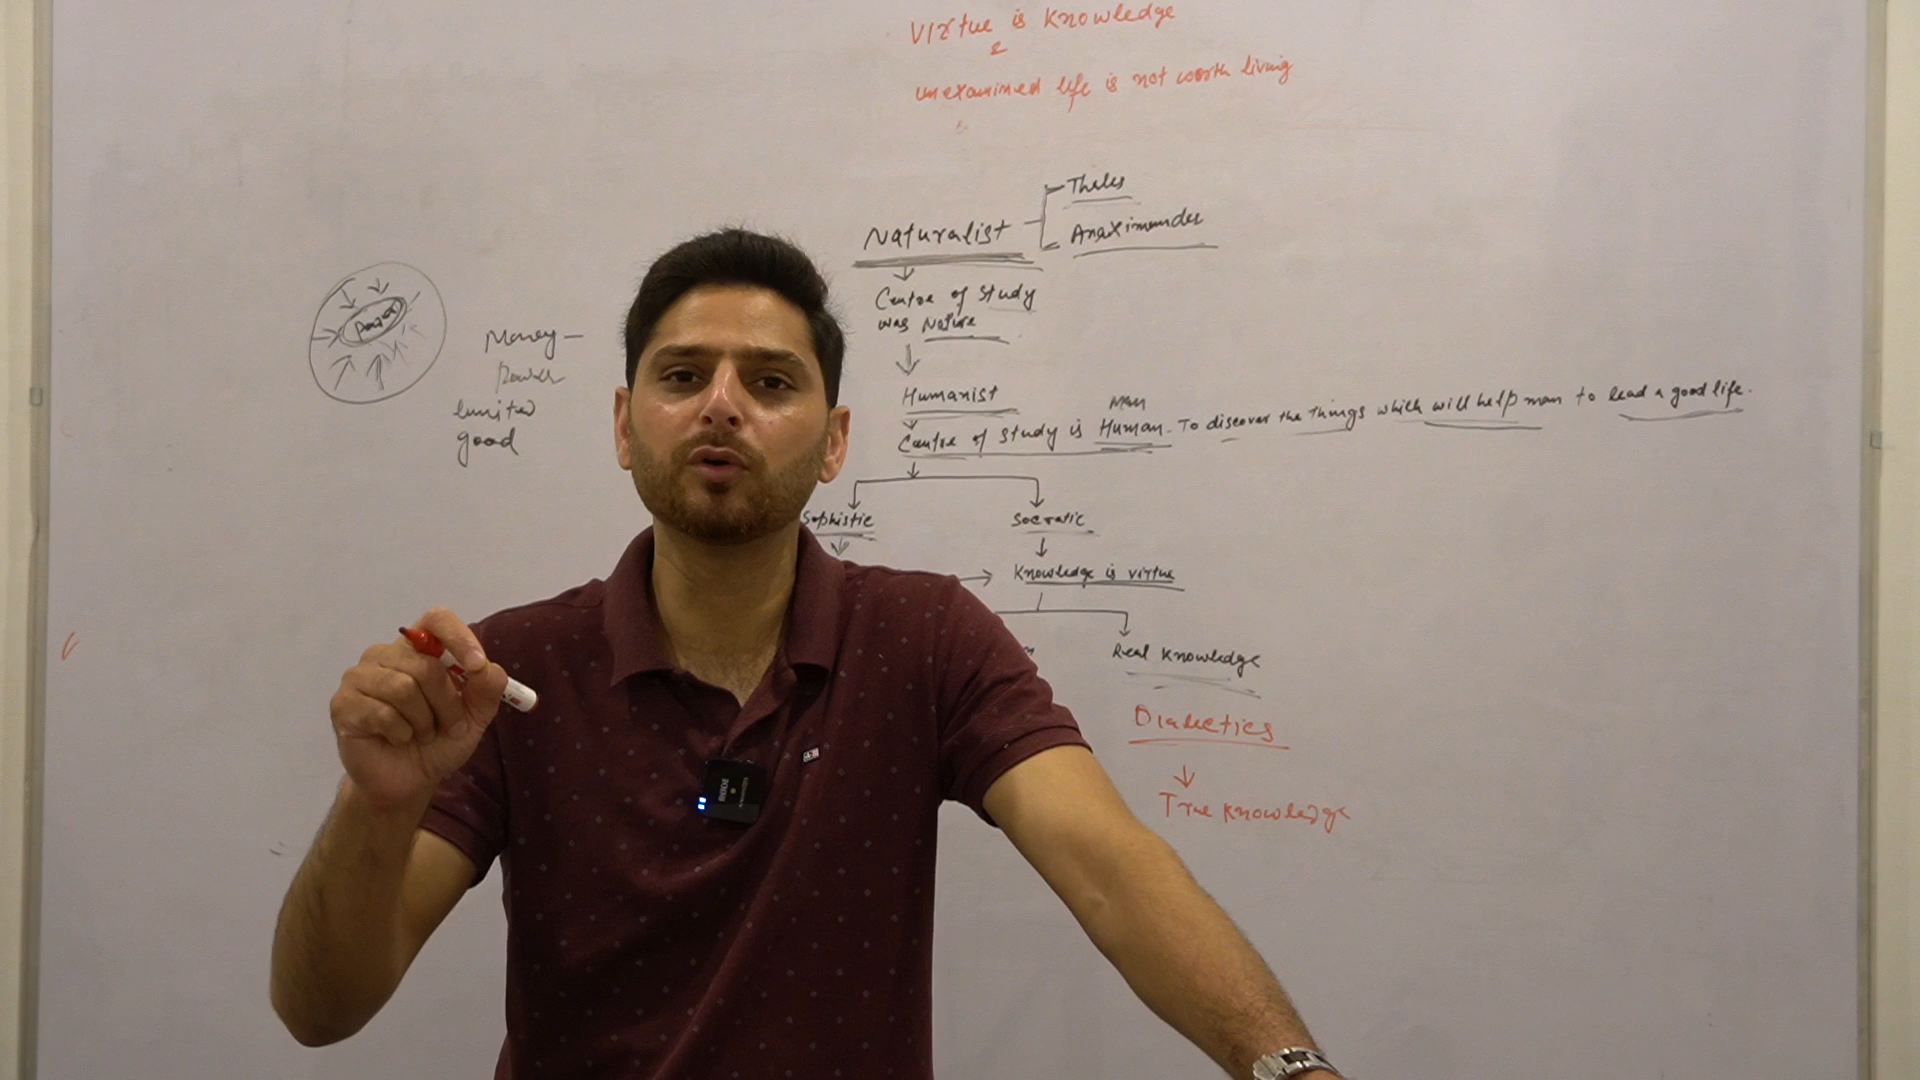 Virtue is Knowledge
&
unexamined life is not worth living
Naturalist
Thales
Anaximander
Centre of Study
was Nature
Power
Money –
Power
limited
good
Humanist
Man
Centre of Study is Human. To discover the things which will help man to lead a good life.
Sophistic
Socratic
Knowledge is virtue
Real Knowledge
Dialectics
True Knowledge
RODE